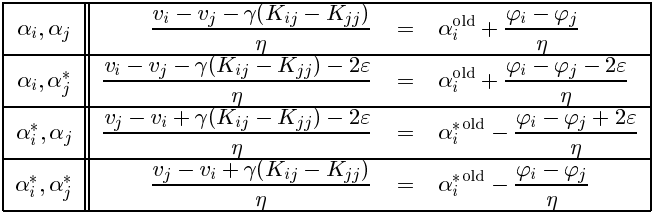 α_i, α_j | (v_i − v_j − γ(K_ij − K_jj))/η = α_i^old + (φ_i − φ_j)/η
α_i, α_j^* | (v_i − v_j − γ(K_ij − K_jj) − 2ε)/η = α_i^old + (φ_i − φ_j − 2ε)/η
α_i^*, α_j | (v_j − v_i + γ(K_ij − K_jj) − 2ε)/η = α_i^{* old} − (φ_i − φ_j + 2ε)/η
α_i^*, α_j^* | (v_j − v_i + γ(K_ij − K_jj))/η = α_i^{* old} − (φ_i − φ_j)/η